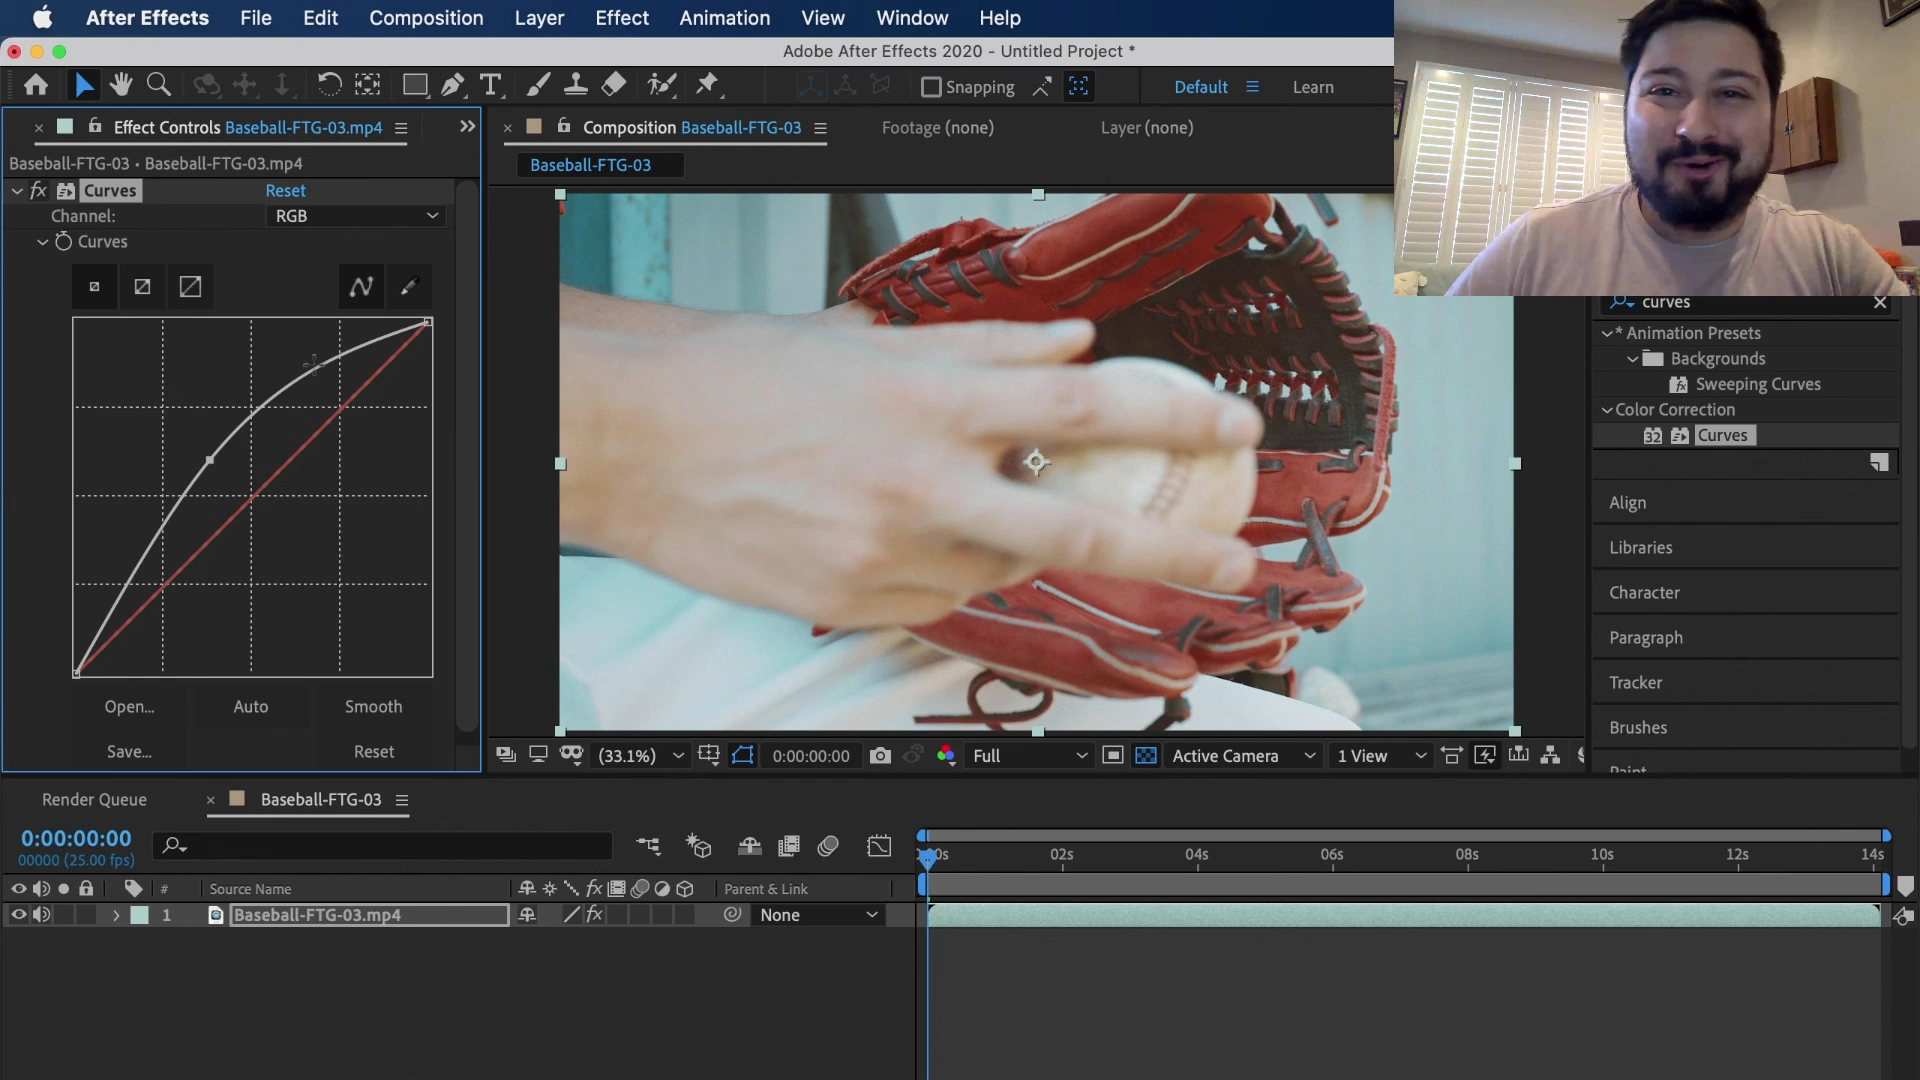 After Effects File Edit Composition Layer Effect Animation View Window Help
Adobe After Effects 2020 - Untitled Project *
Snapping Default Learn
Effect Controls Baseball-FTG-03.mp4
Composition Baseball-FTG-03 Footage (none) Layer (none)
Baseball-FTG-03 • Baseball-FTG-03.mp4
Baseball-FTG-03
fx Curves Reset
Channel: RGB
Curves
Open... Auto Smooth
Save... Reset
(33.1%) 0:00:00:00 Full Active Camera 1 View
curves
* Animation Presets
Backgrounds
Sweeping Curves
Color Correction
32 Curves
Align
Libraries
Character
Paragraph
Tracker
Brushes
Paint
Render Queue Baseball-FTG-03
0:00:00:00
00000 (25.00 fps)
02s 04s 06s 08s 10s 12s 14s
# Source Name fx Parent & Link
1 Baseball-FTG-03.mp4 fx None